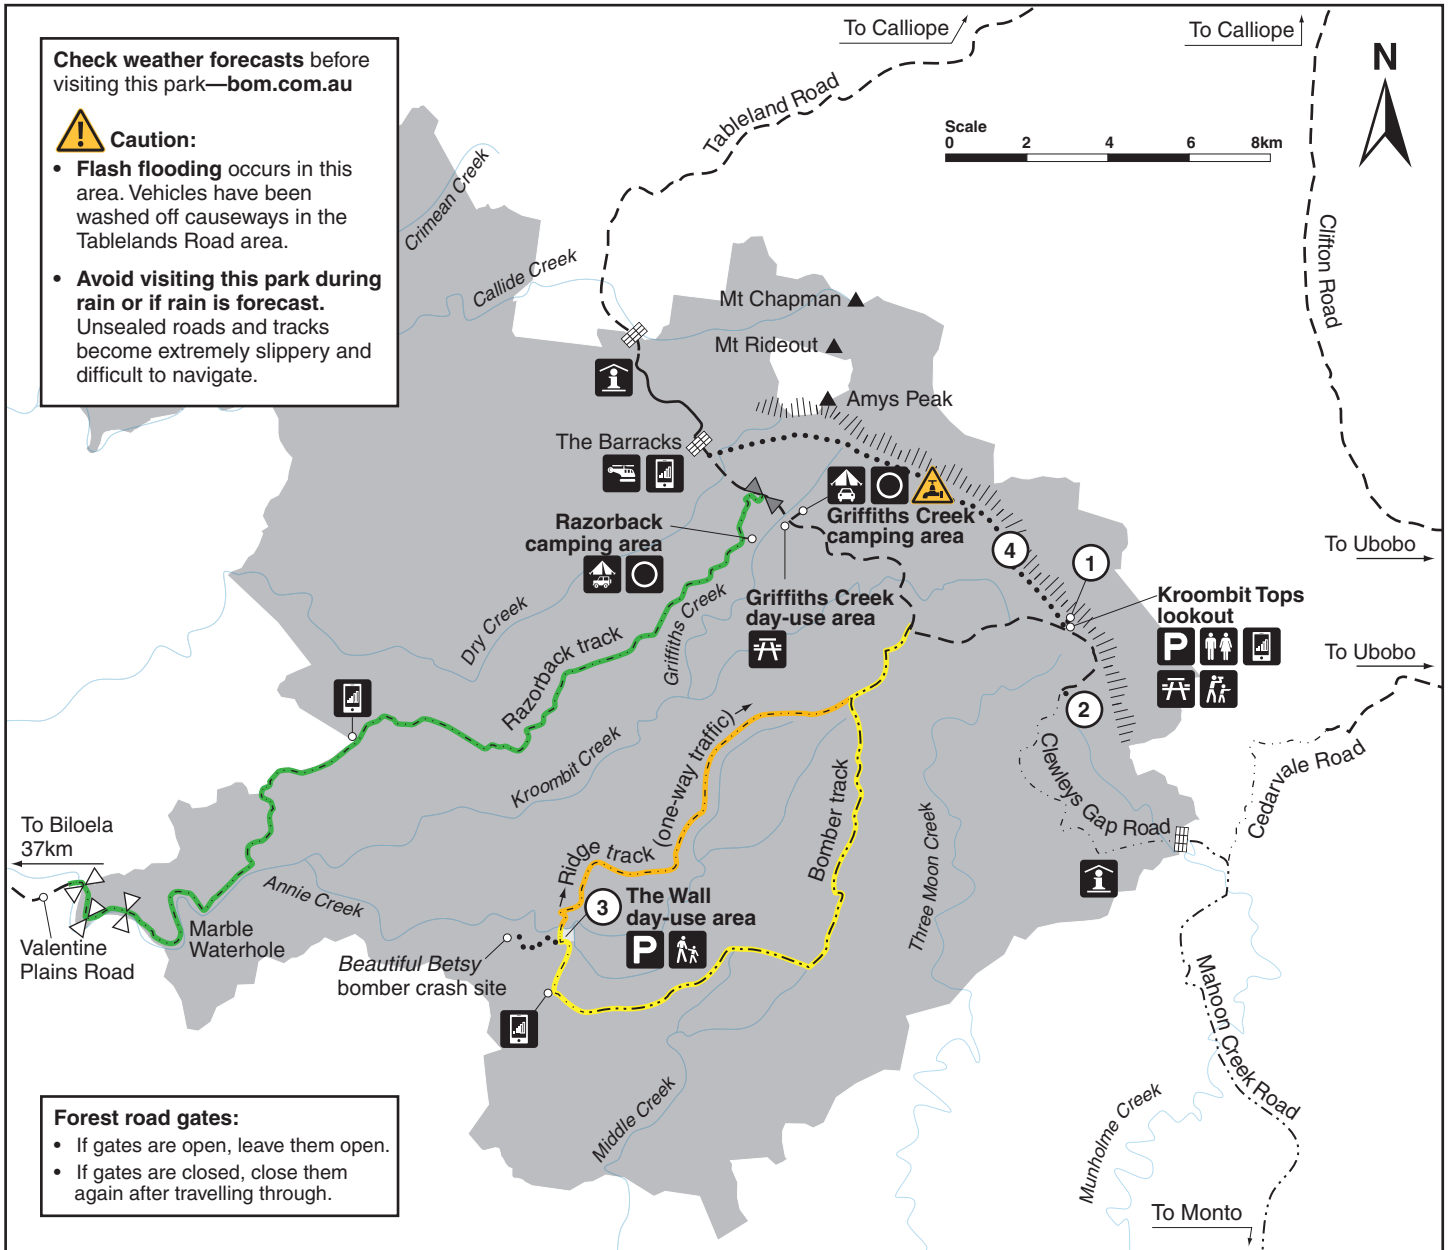 Check weather forecasts before
visiting this park—bom.com.au
Caution:
• Flash flooding occurs in this
area. Vehicles have been
washed off causeways in the
Tablelands Road area.
• Avoid visiting this park during
rain or if rain is forecast.
Unsealed roads and tracks
become extremely slippery and
difficult to navigate.
To Calliope
To Calliope
N
Scale
0 2 4 6 8km
Tableland Road
Clifton Road
Crimean Creek
Callide Creek
Mt Chapman
Mt Rideout
Amys Peak
The Barracks
Razorback
camping area
Griffiths Creek
camping area
4
1
To Ubobo
Griffiths Creek
day-use area
Kroombit Tops
lookout
P
To Ubobo
Dry Creek
Razorback track
Griffiths Creek
2
Kroombit Creek
Ridge track (one-way traffic)
Bomber track
Three Moon Creek
Clewleys Gap Road
Cedarvale Road
To Biloela
37km
Annie Creek
3
The Wall
day-use area
P
Marble
Waterhole
Valentine
Plains Road
Beautiful Betsy
bomber crash site
Mahoon Creek Road
Middle Creek
Munholme Creek
To Monto
Forest road gates:
• If gates are open, leave them open.
• If gates are closed, close them
again after travelling through.